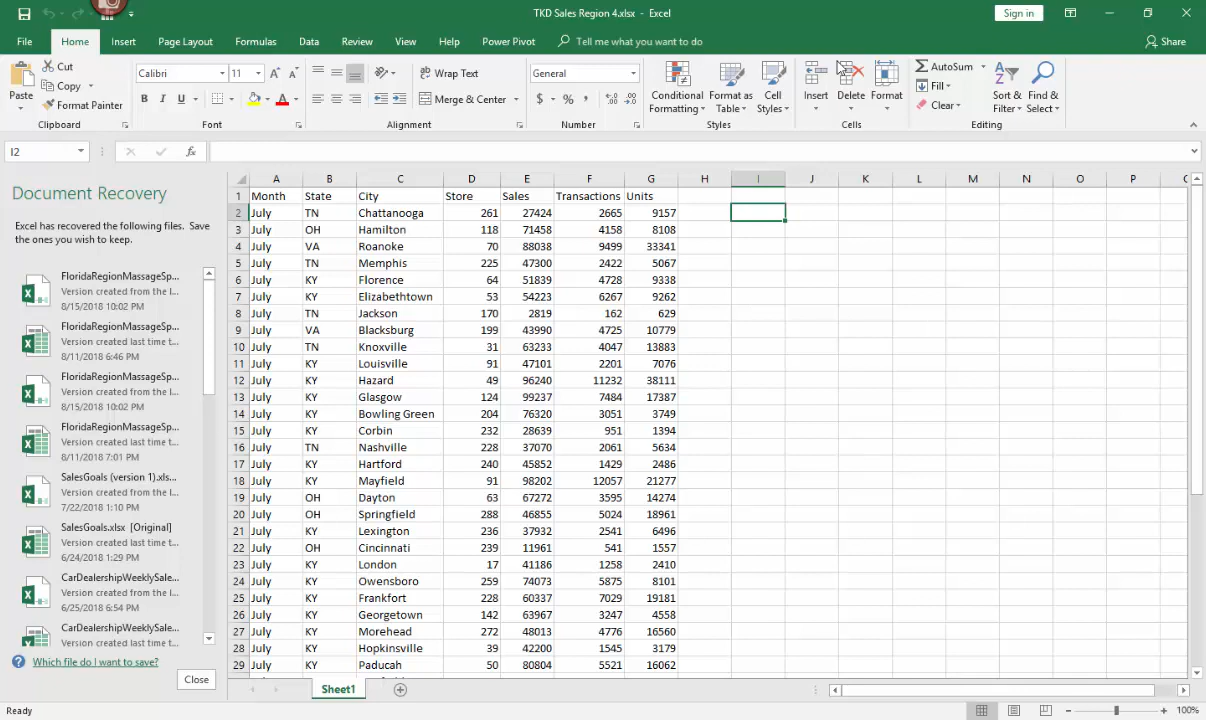 TKD Sales Region 4.xlsx - Excel
Sign in
File Home Insert Page Layout Formulas Data Review View Help Power Pivot Tell me what you want to do Share
Paste
Cut
Copy
Format Painter
Clipboard
Calibri 11
B I U
Font
Wrap Text
Merge & Center
Alignment
General
$ % ,
Number
Conditional Formatting
Format as Table
Cell Styles
Styles
Insert
Delete
Format
Cells
AutoSum
Fill
Clear
Sort & Filter
Find & Select
Editing
I2 fx
Document Recovery
Excel has recovered the following files. Save
the ones you wish to keep.
FloridaRegionMassageSp...
Version created from the l...
8/15/2018 10:02 PM
FloridaRegionMassageSp...
Version created last time t...
8/11/2018 6:46 PM
FloridaRegionMassageSp...
Version created from the l...
8/15/2018 10:02 PM
FloridaRegionMassageSp...
Version created last time t...
8/11/2018 7:01 PM
SalesGoals (version 1).xls...
Version created from the l...
7/22/2018 1:10 PM
SalesGoals.xlsx [Original]
Version created last time t...
6/24/2018 1:29 PM
CarDealershipWeeklySale...
Version created from the l...
6/25/2018 6:54 PM
CarDealershipWeeklySale...
Version created last time t...
Which file do I want to save?
Close
A B C D E F G H I J K L M N O P
1 Month State City Store Sales Transactions Units
2 July TN Chattanooga 261 27424 2665 9157
3 July OH Hamilton 118 71458 4158 8108
4 July VA Roanoke 70 88038 9499 33341
5 July TN Memphis 225 47300 2422 5067
6 July KY Florence 64 51839 4728 9338
7 July KY Elizabethtown 53 54223 6267 9262
8 July TN Jackson 170 2819 162 629
9 July VA Blacksburg 199 43990 4725 10779
10 July TN Knoxville 31 63233 4047 13883
11 July KY Louisville 91 47101 2201 7076
12 July KY Hazard 49 96240 11232 38111
13 July KY Glasgow 124 99237 7484 17387
14 July KY Bowling Green 204 76320 3051 3749
15 July KY Corbin 232 28639 951 1394
16 July TN Nashville 228 37070 2061 5634
17 July KY Hartford 240 45852 1429 2486
18 July KY Mayfield 91 98202 12057 21277
19 July OH Dayton 63 67272 3595 14274
20 July OH Springfield 288 46855 5024 18961
21 July KY Lexington 236 37932 2541 6496
22 July OH Cincinnati 239 11961 541 1557
23 July KY London 17 41186 1258 2410
24 July KY Owensboro 259 74073 5875 8101
25 July KY Frankfort 228 60337 7029 19181
26 July KY Georgetown 142 63967 3247 4558
27 July KY Morehead 272 48013 4776 16560
28 July KY Hopkinsville 39 42200 1545 3179
29 July KY Paducah 50 80804 5521 16062
Sheet1
Ready
100%